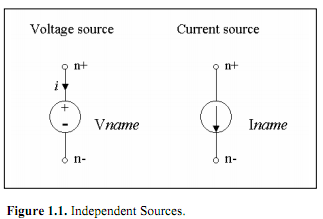 Voltage source Current source
n+ n+
i
+
-
Vname Iname
n- n-
Figure 1.1. Independent Sources.